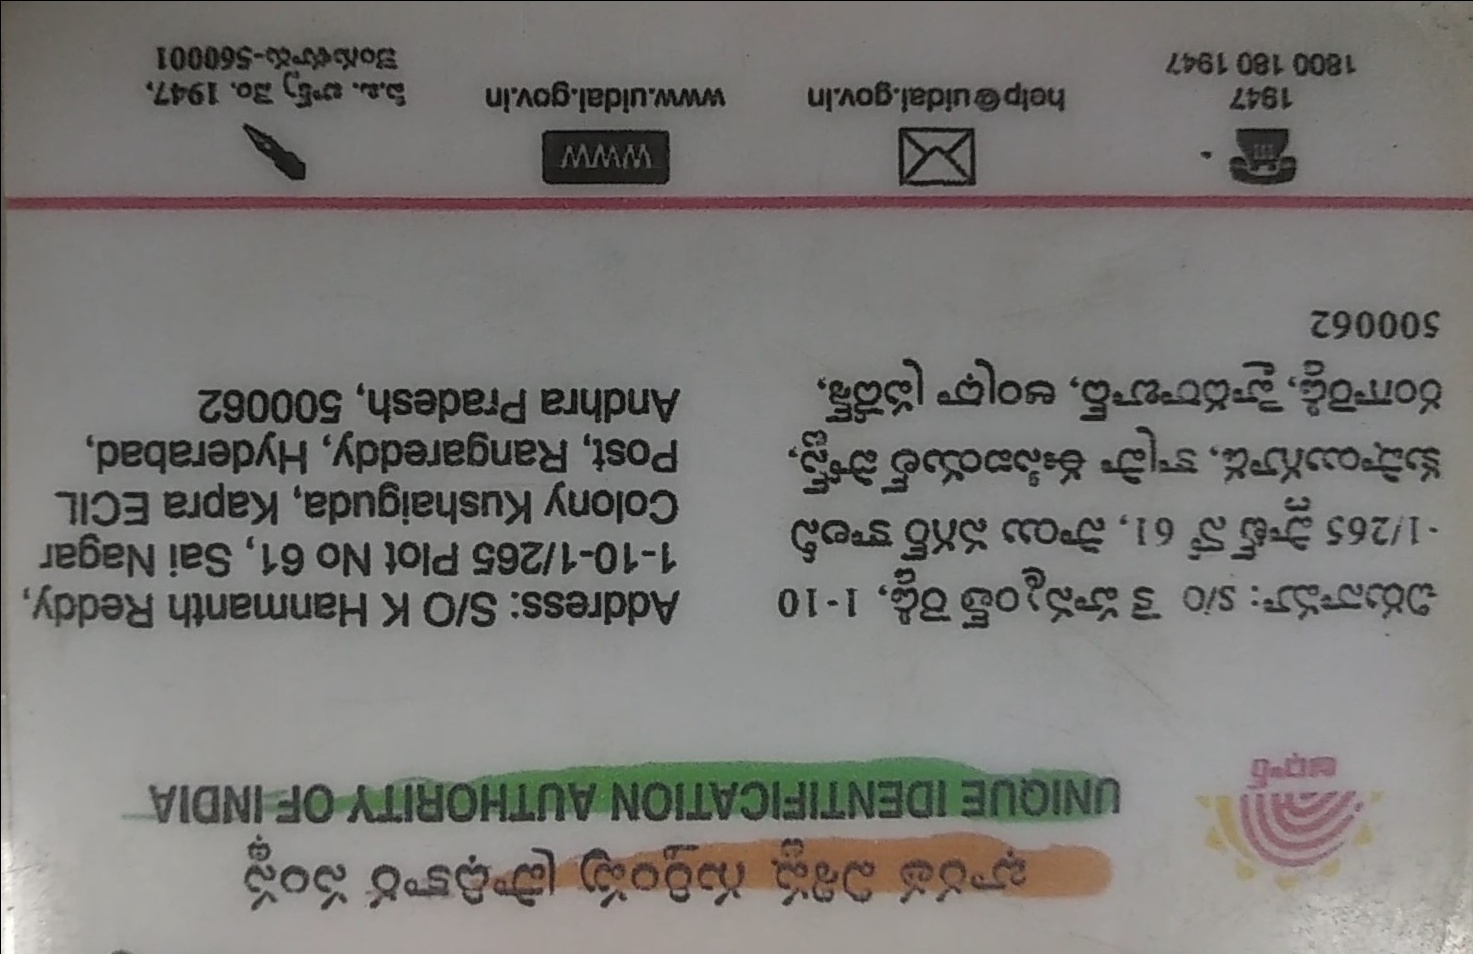 ఆధార్
భారత విశిష్ట గుర్తింపు ప్రాధికార సంస్థ
UNIQUE IDENTIFICATION AUTHORITY OF INDIA
చిరునామా: S/O కె హన్మంత్ రెడ్డి, 1-10
-1/265 ప్లాట్ నో 61, సాయి నగర్ కాలనీ
కుషాయిగూడ, కాప్రా ఈసిఐయల్ పోస్ట్,
రంగారెడ్డి, హైదరాబాద్, ఆంధ్రా ప్రదేశ్,
500062
Address: S/O K Hanmanth Reddy,
1-10-1/265 Plot No 61, Sai Nagar
Colony Kushaiguda, Kapra ECIL
Post, Rangareddy, Hyderabad,
Andhra Pradesh, 500062
1947
1800 180 1947
help@uidai.gov.in
WWW
www.uidai.gov.in
పి.బి. బాక్స్ నెం. 1947,
బెంగుళూరు-560001